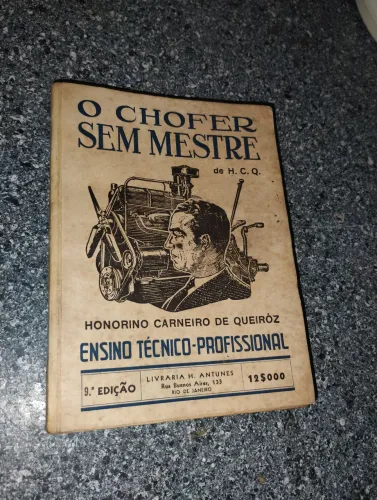 O CHOFER
SEM MESTRE
de H. C. Q.
HONORINO CARNEIRO DE QUEIRÓZ
ENSINO TÉCNICO-PROFISSIONAL
9.ª EDIÇÃO
LIVRARIA H. ANTUNES
Rua Buenos Aires, 133
RIO DE JANEIRO
12$000